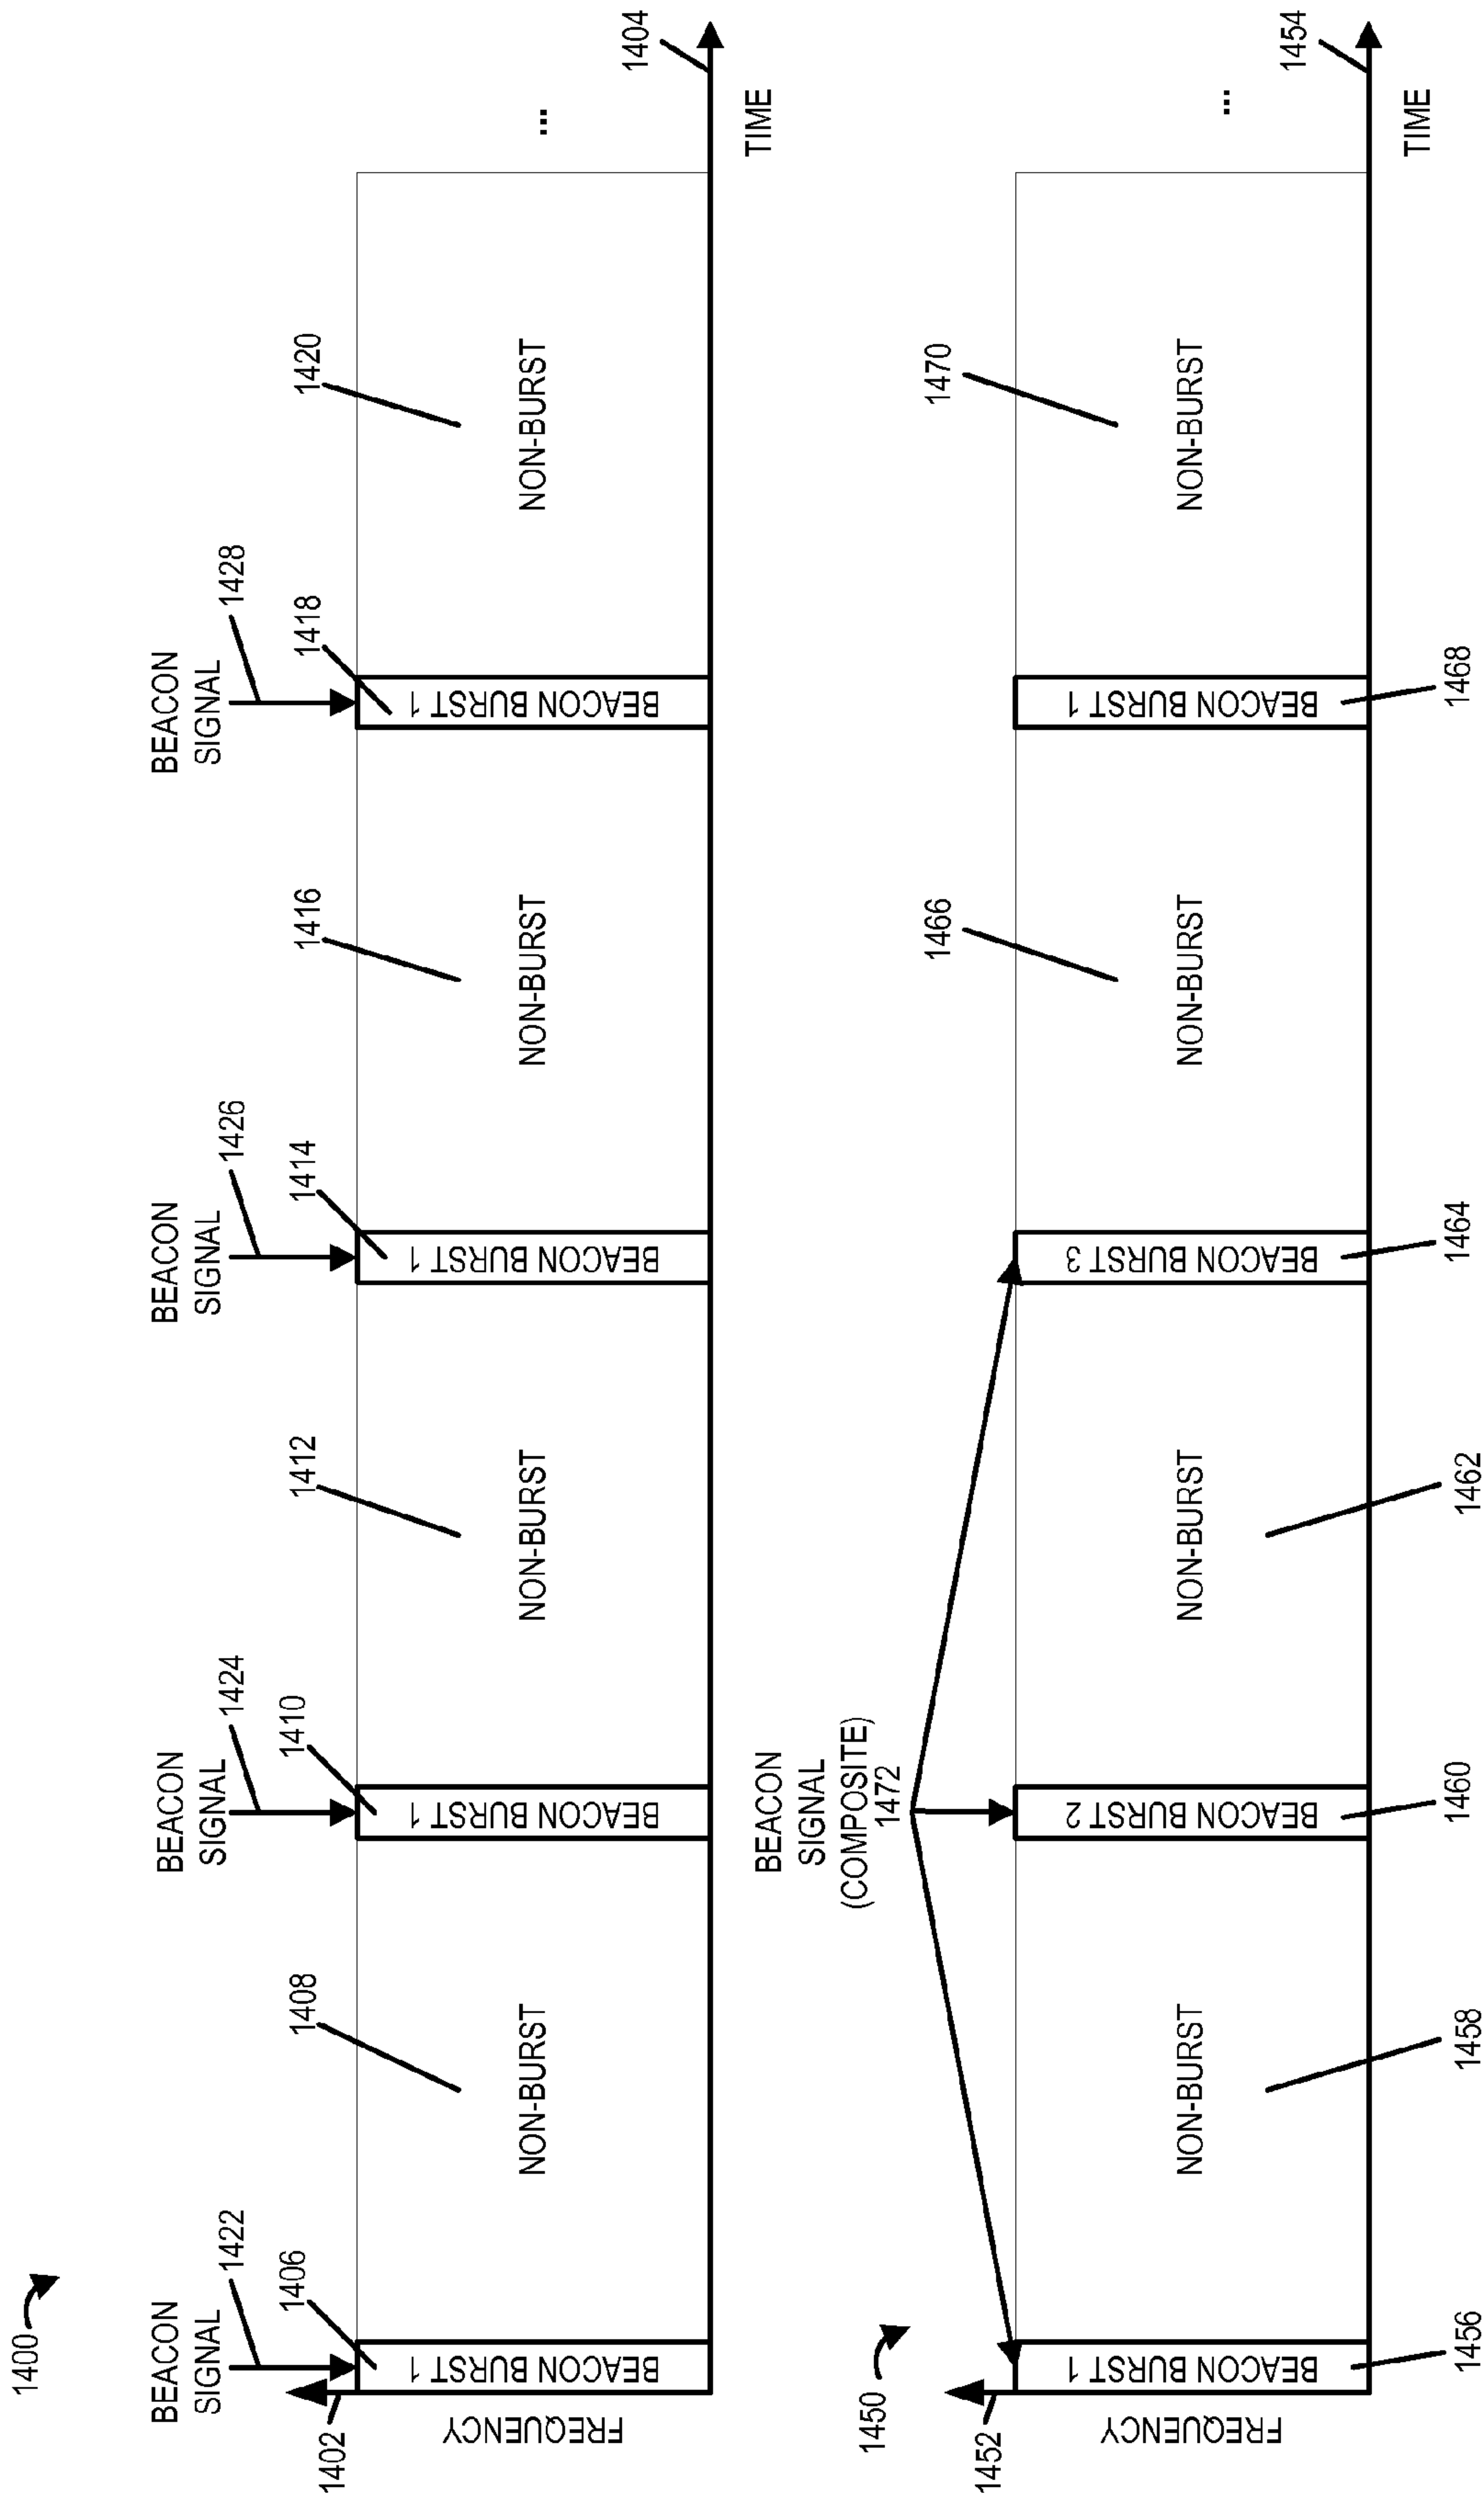 1400
BEACON
SIGNAL
1422
BEACON
SIGNAL
1424
BEACON
SIGNAL
1426
BEACON
SIGNAL
1428
1402
1406
1408
1410
1412
1414
1416
1418
1420
FREQUENCY
BEACON BURST 1
NON-BURST
BEACON BURST 1
NON-BURST
BEACON BURST 1
NON-BURST
BEACON BURST 1
NON-BURST
...
1404
TIME
1450
BEACON
SIGNAL
(COMPOSITE)
1472
1452
1466
1470
FREQUENCY
BEACON BURST 1
NON-BURST
BEACON BURST 2
NON-BURST
BEACON BURST 3
NON-BURST
BEACON BURST 1
NON-BURST
...
1454
TIME
1456
1458
1460
1462
1464
1468